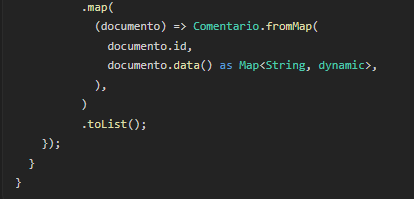 .map(
(documento) => Comentario.fromMap(
documento.id,
documento.data() as Map<String, dynamic>,
),
)
.toList();
});
}
}